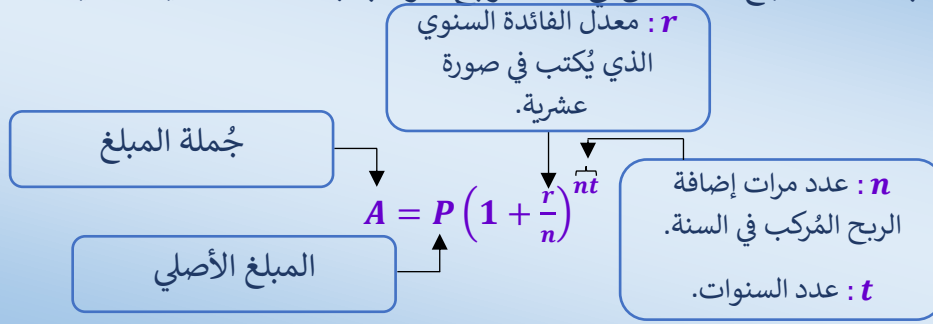 r : معدل الفائدة السنوي
الذي يُكتب في صورة
عشرية.
جُملة المبلغ
A = P (1 + r/n)^nt
n : عدد مرات إضافة
الربح المُركب في السنة.
t : عدد السنوات.
المبلغ الأصلي